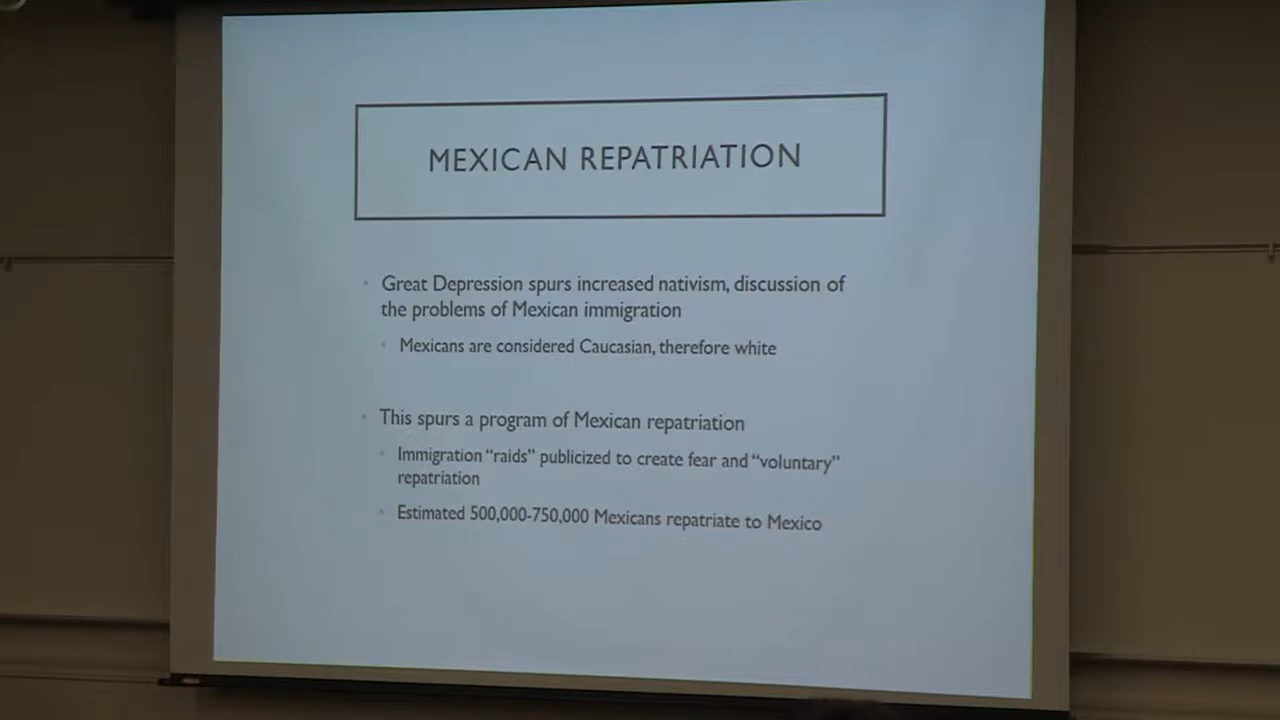 MEXICAN REPATRIATION
Great Depression spurs increased nativism, discussion of
the problems of Mexican immigration
Mexicans are considered Caucasian, therefore white
This spurs a program of Mexican repatriation
Immigration “raids” publicized to create fear and “voluntary”
repatriation
Estimated 500,000-750,000 Mexicans repatriate to Mexico